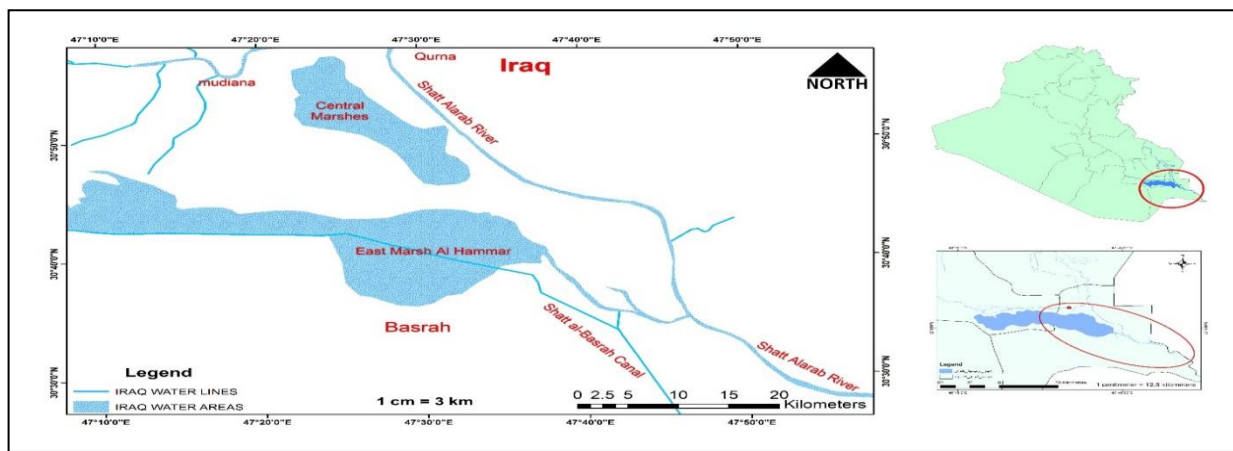 47°10'0"E 47°20'0"E 47°30'0"E 47°40'0"E 47°50'0"E
Qurna
Iraq
mudiana
NORTH
Shatt Alarab River
Central
Marshes
30°50'0"N
30°50'0"N
East Marsh Al Hammar
30°40'0"N
30°40'0"N
Basrah
Shatt al-Basrah Canal
Shatt Alarab River
30°30'0"N
30°30'0"N
Legend
IRAQ WATER LINES
IRAQ WATER AREAS
1 cm = 3 km
0 2.5 5 10 15 20
Kilometers
47°10'0"E 47°20'0"E 47°30'0"E 47°40'0"E 47°50'0"E
Legend
1 centimeter = 12.5 kilometers